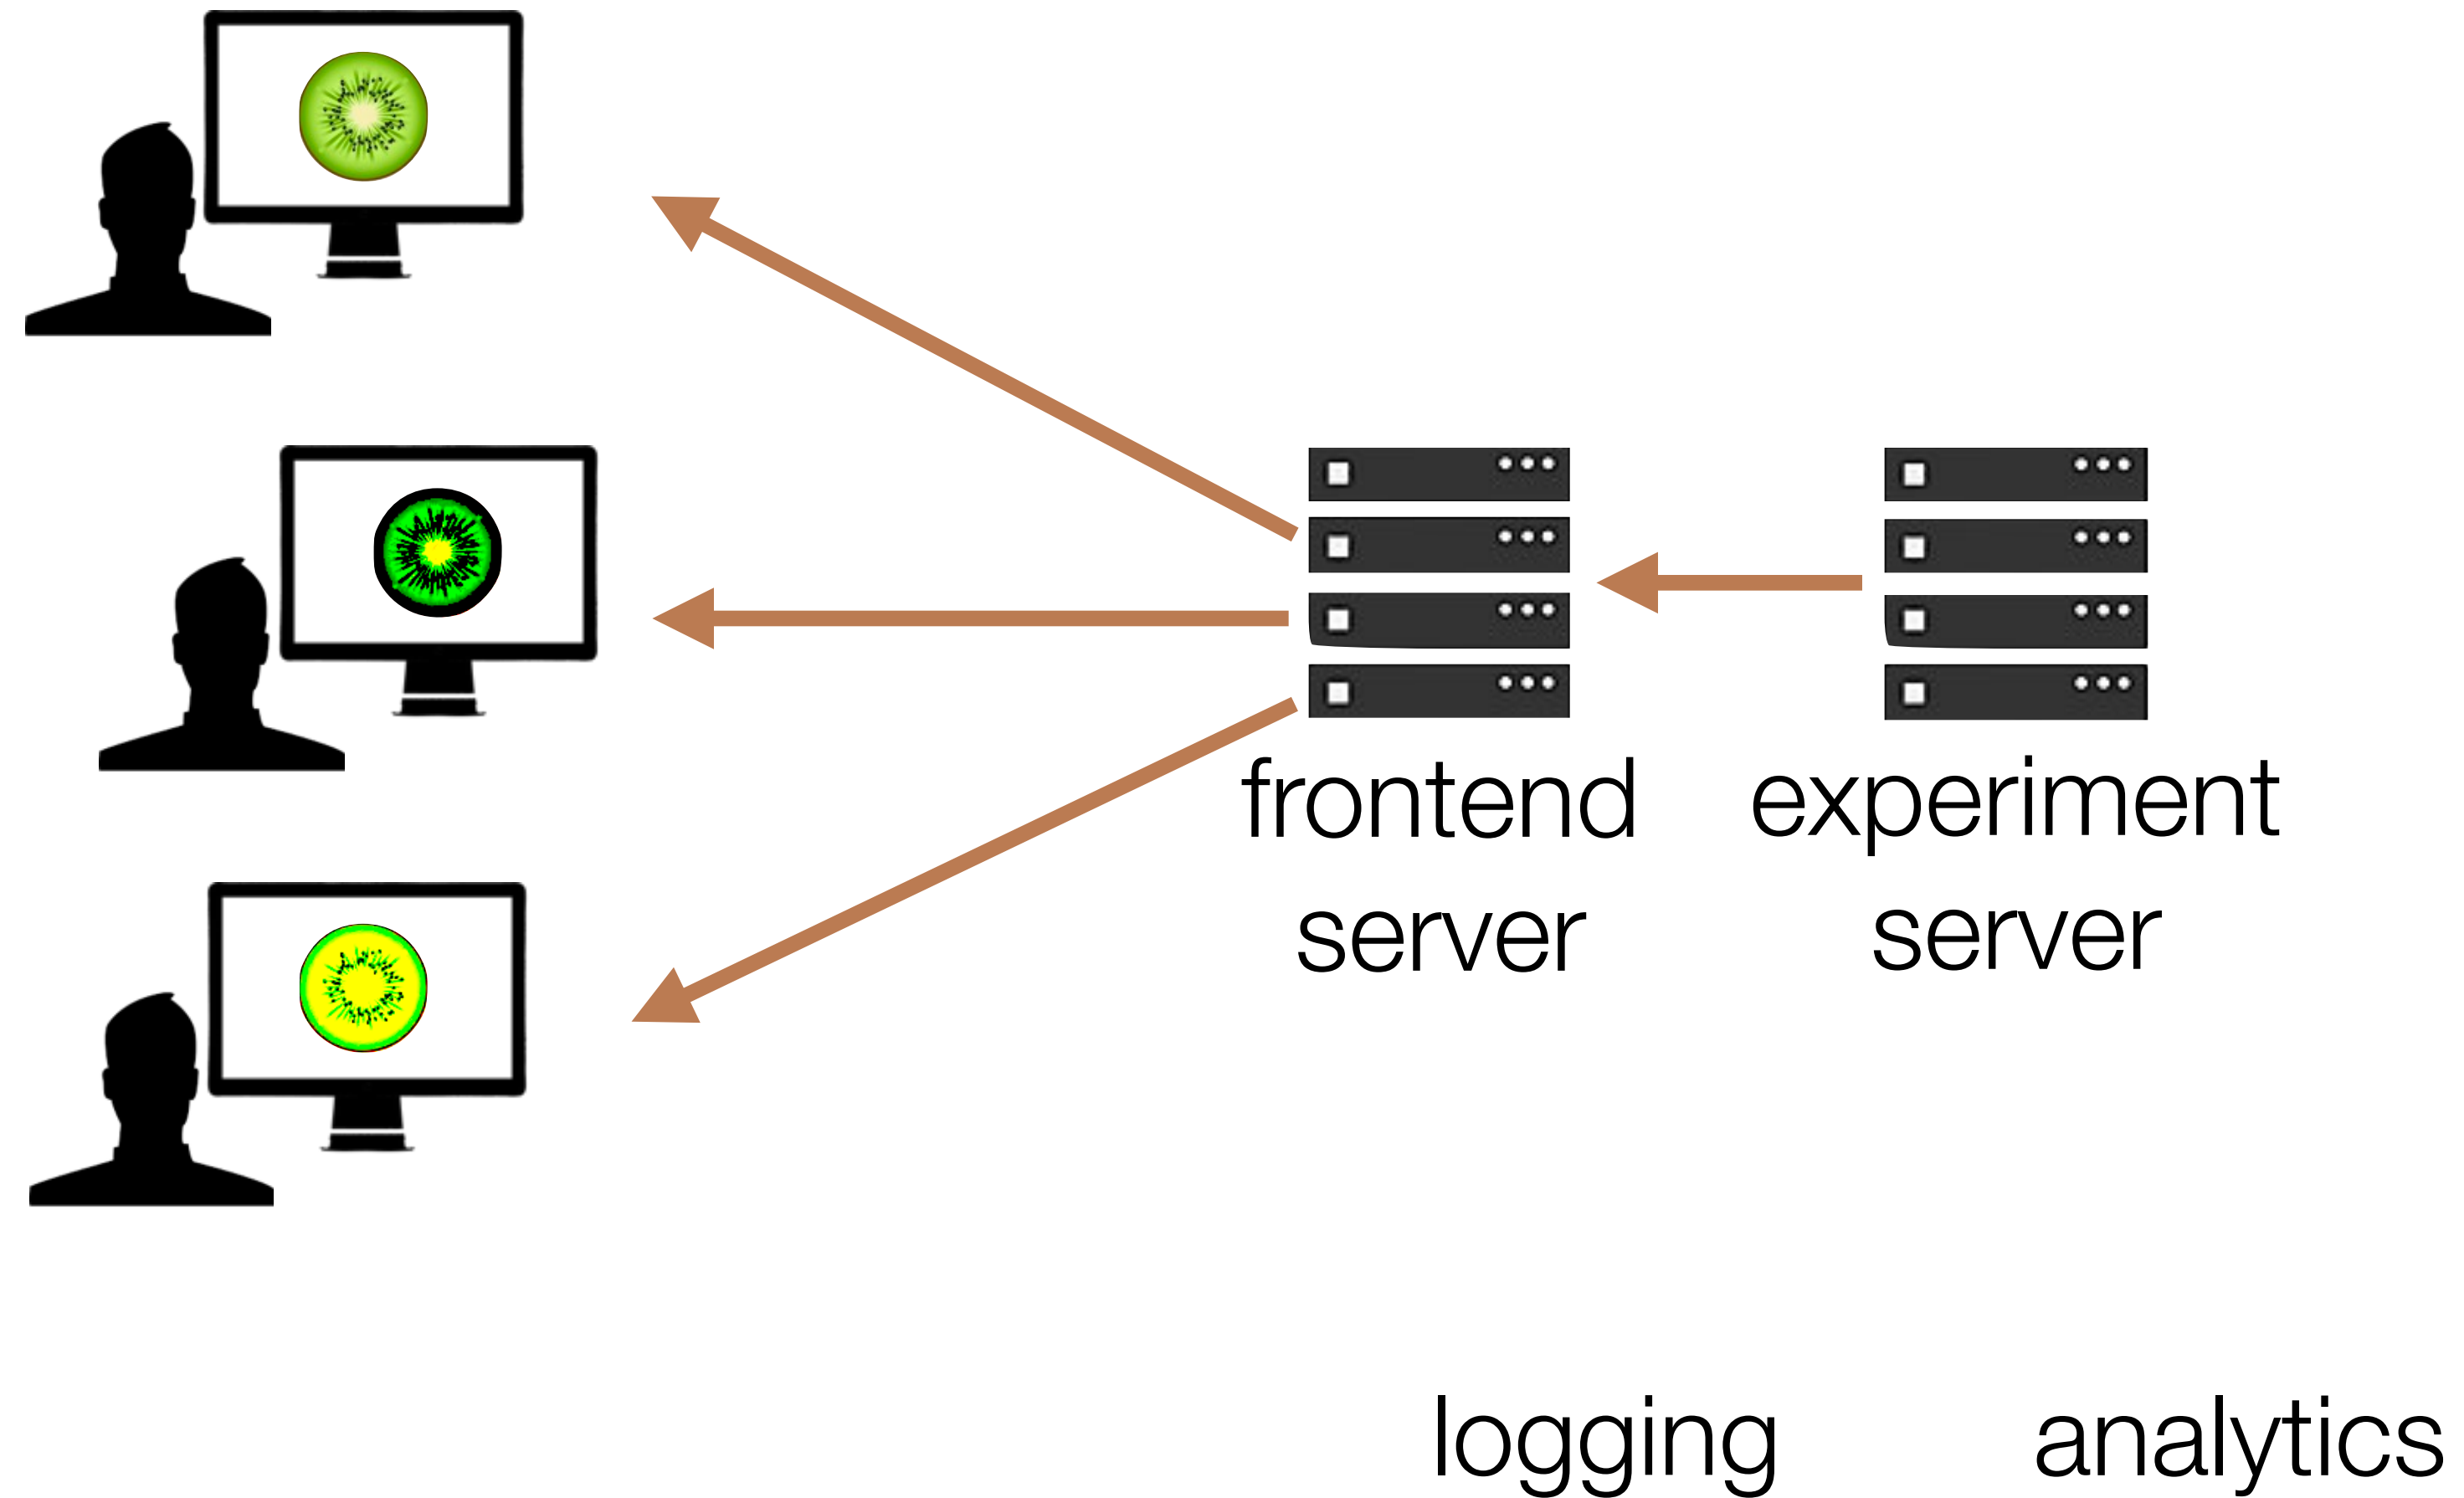 frontend
server
experiment
server
logging
analytics